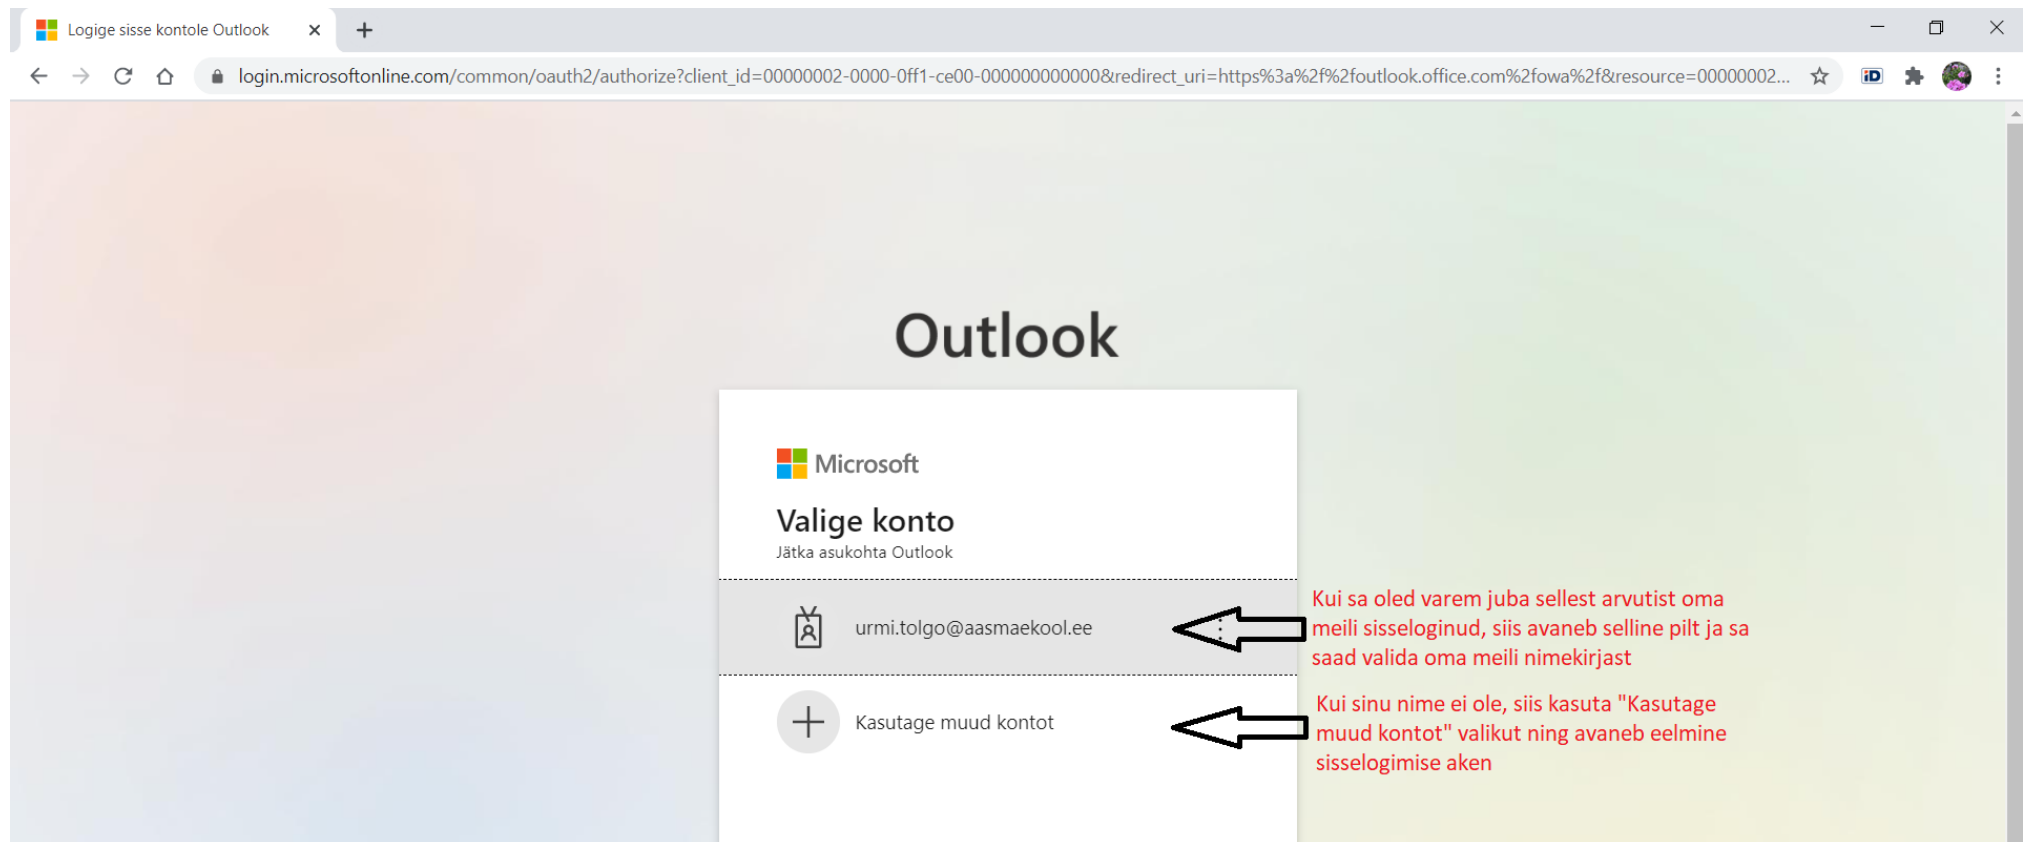 Logige sisse kontole Outlook
login.microsoftonline.com/common/oauth2/authorize?client_id=00000002-0000-0ff1-ce00-000000000000&redirect_uri=https%3a%2f%2foutlook.office.com%2fowa%2f&resource=00000002...
iD
Outlook
Microsoft
Valige konto
Jätka asukohta Outlook
urmi.tolgo@aasmaekool.ee
Kui sa oled varem juba sellest arvutist oma
meili sisseloginud, siis avaneb selline pilt ja sa
saad valida oma meili nimekirjast
Kasutage muud kontot
Kui sinu nime ei ole, siis kasuta "Kasutage
muud kontot" valikut ning avaneb eelmine
sisselogimise aken